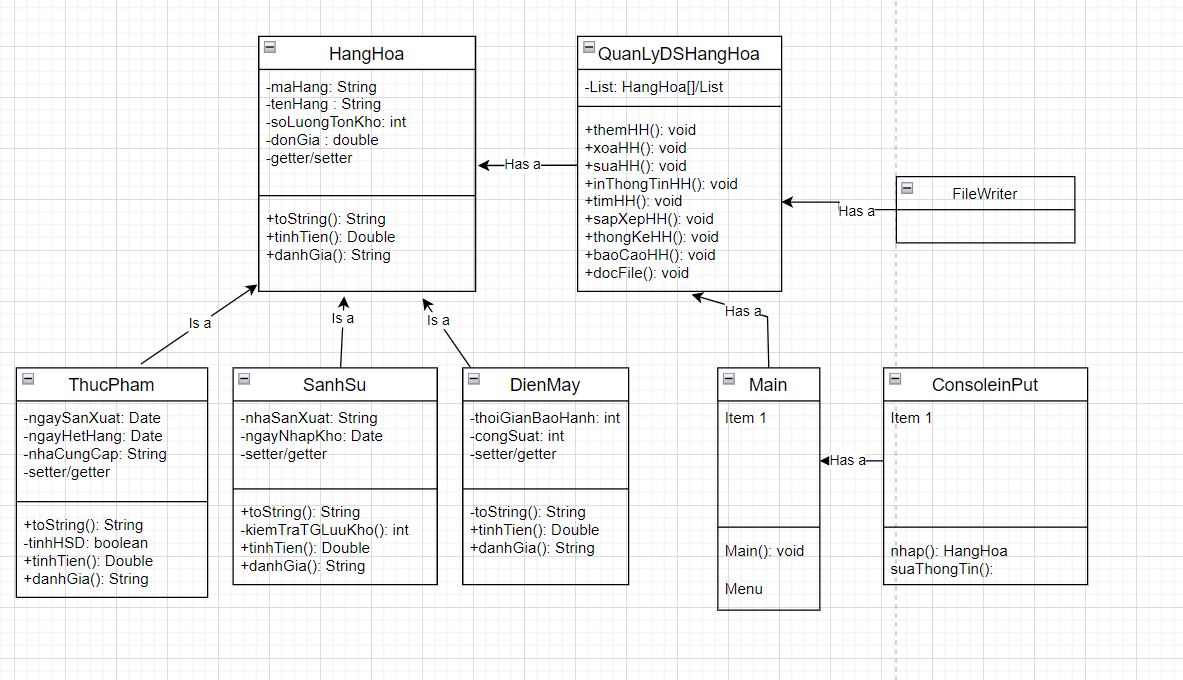 HangHoa
-maHang: String
-tenHang : String
-soLuongTonKho: int
-donGia : double
-getter/setter
+toString(): String
+tinhTien(): Double
+danhGia(): String
Has a
QuanLyDSHangHoa
-List: HangHoa[]/List
+themHH(): void
+xoaHH(): void
+suaHH(): void
+inThongTinHH(): void
+timHH(): void
+sapXepHH(): void
+thongKeHH(): void
+baoCaoHH(): void
+docFile(): void
Has a
FileWriter
Is a
Is a
Is a
Has a
ThucPham
-ngaySanXuat: Date
-ngayHetHang: Date
-nhaCungCap: String
-setter/getter
+toString(): String
-tinhHSD: boolean
+tinhTien(): Double
+danhGia(): String
SanhSu
-nhaSanXuat: String
-ngayNhapKho: Date
-setter/getter
+toString(): String
-kiemTraTGLuuKho(): int
+tinhTien(): Double
+danhGia(): String
DienMay
-thoiGianBaoHanh: int
-congSuat: int
-setter/getter
-toString(): String
+tinhTien(): Double
+danhGia(): String
Main
Item 1
Main(): void
Menu
Has a
ConsoleinPut
Item 1
nhap(): HangHoa
suaThongTin():